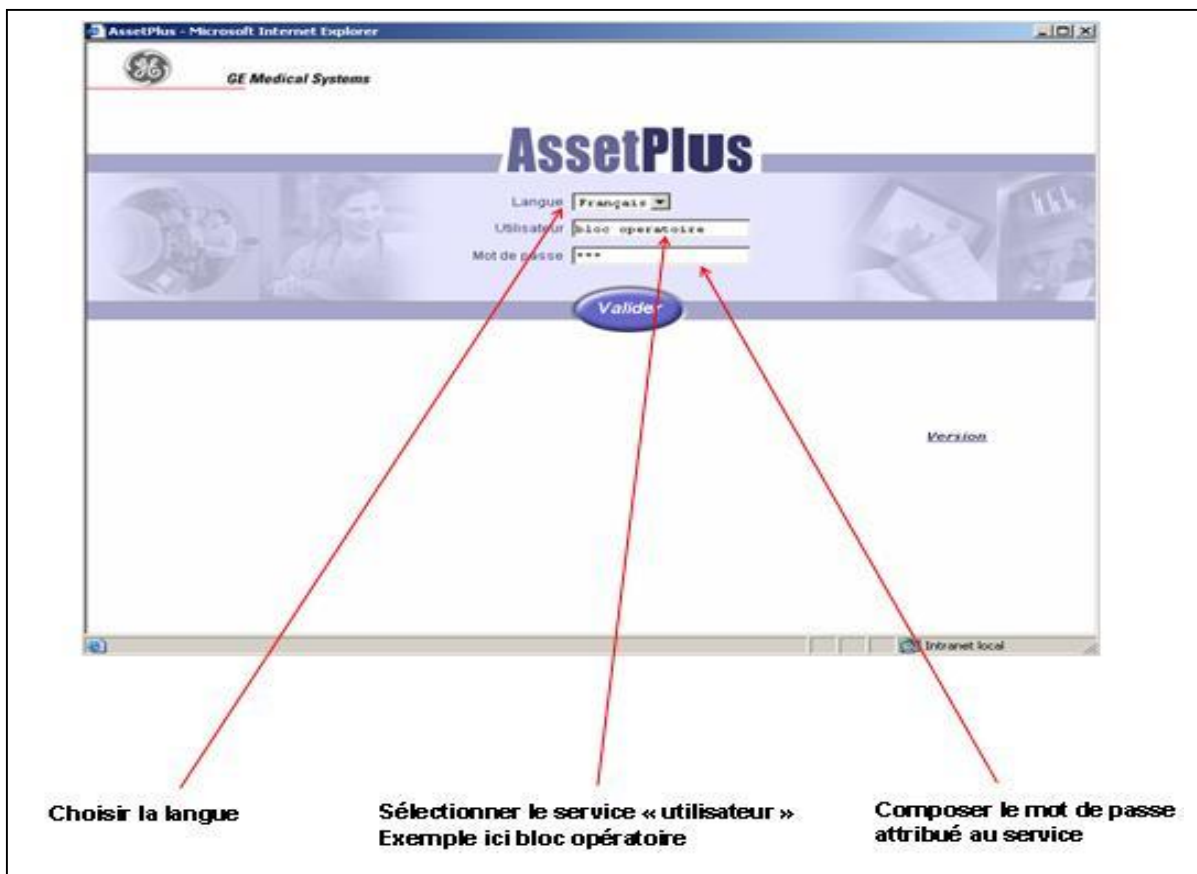 AssetPlus - Microsoft Internet Explorer
GE Medical Systems
AssetPlus
Langue Français
Utilisateur bloc operatoire
Mot de passe ***
Valider
Version
Intranet local
Choisir la langue
Sélectionner le service « utilisateur »
Exemple ici bloc opératoire
Composer le mot de passe
attribué au service